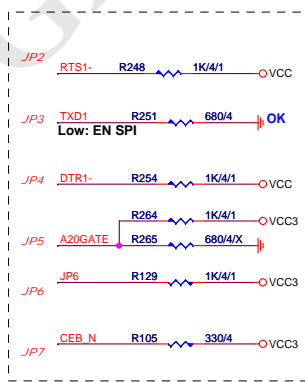 JP2 RTS1- R248 1K/4/1 VCC
JP3 TXD1 R251 680/4 OK
Low: EN SPI
JP4 DTR1- R254 1K/4/1 VCC
R264 1K/4/1 VCC3
JP5 A20GATE R265 680/4/X
JP6 JP6 R129 1K/4/1 VCC3
JP7 CEB_N R105 330/4 VCC3